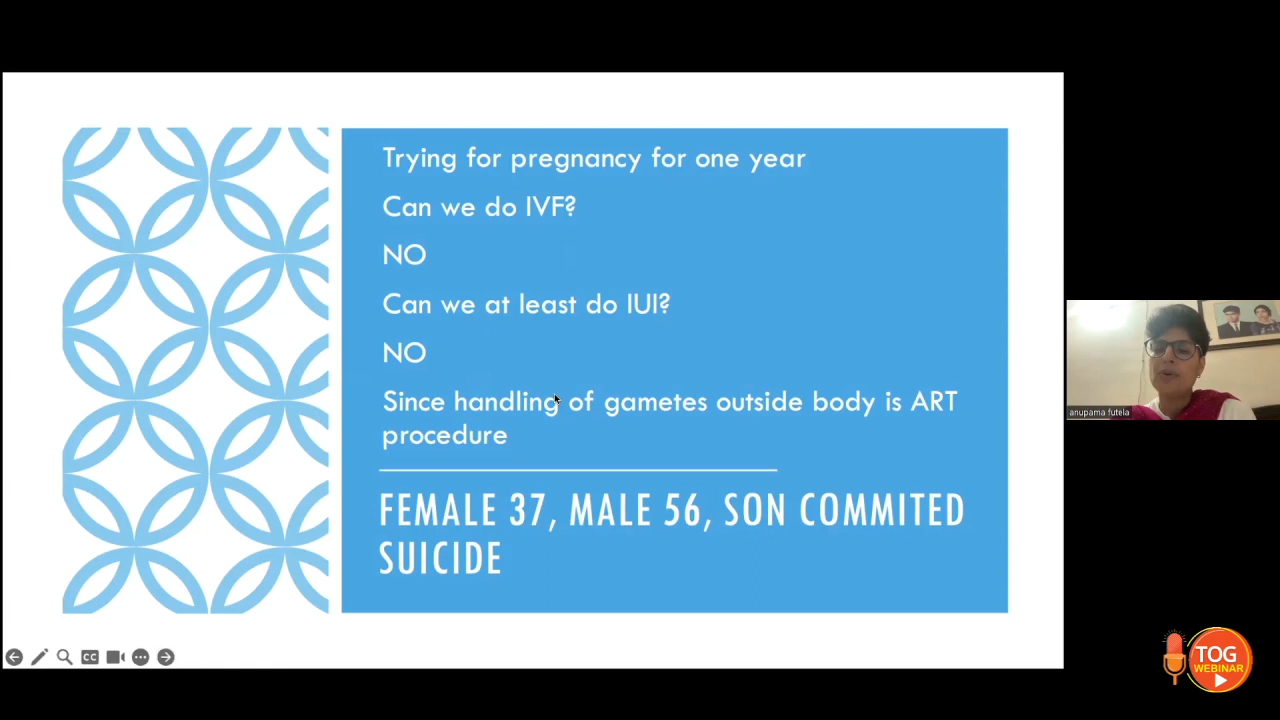 Trying for pregnancy for one year
Can we do IVF?
NO
Can we at least do IUI?
NO
Since handling of gametes outside body is ART
procedure
FEMALE 37, MALE 56, SON COMMITED
SUICIDE
anupama futela
CC
TOG
WEBINAR